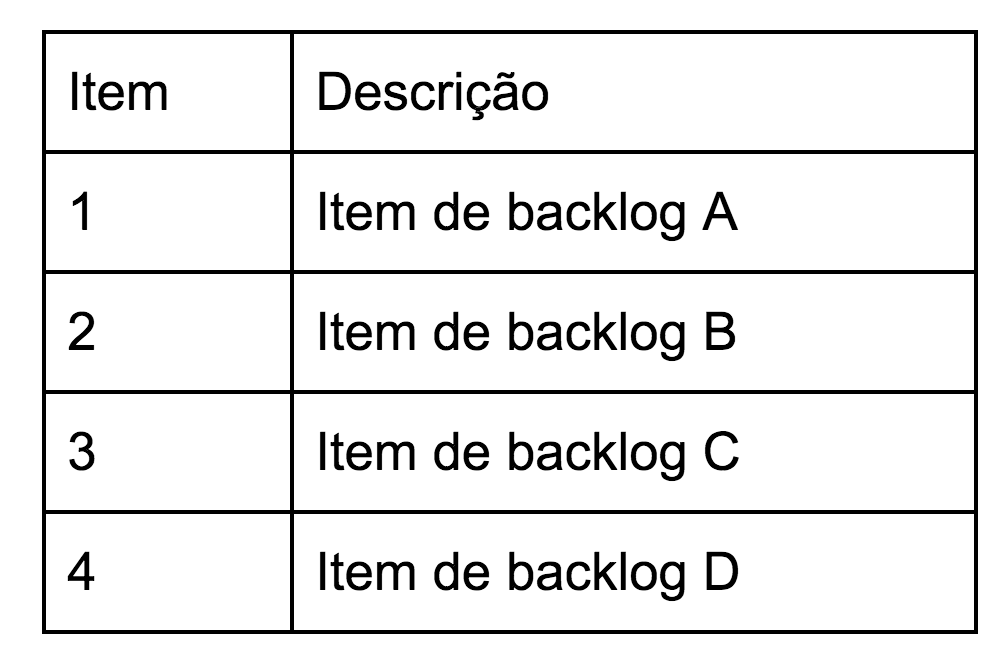 Item Descrição
1 Item de backlog A
2 Item de backlog B
3 Item de backlog C
4 Item de backlog D